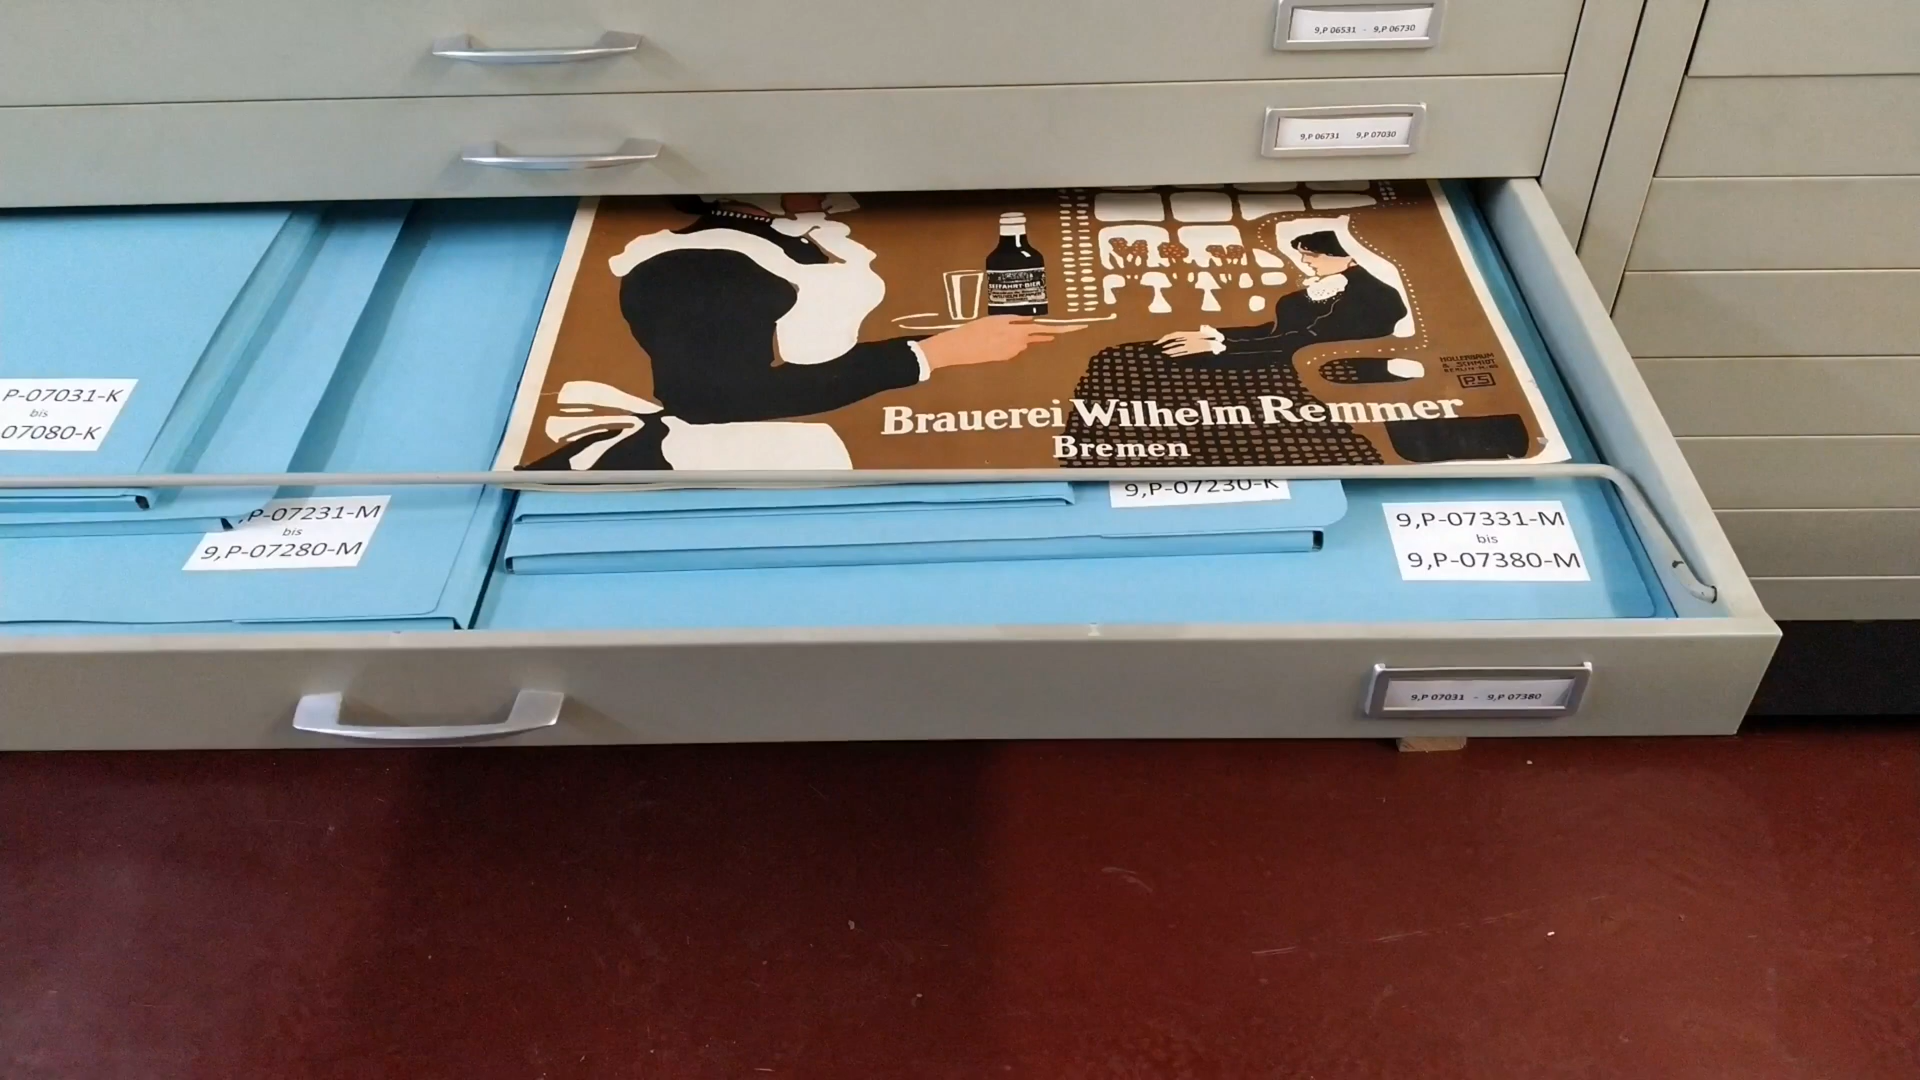 9,P 06531 - 9,P 06730
9,P 06731 9,P 07030
SEEFAHRT-BIER
HOLLERBAUM
& SCHMIDT
BERLIN
Brauerei Wilhelm Remmer
Bremen
P-07031-K
bis
07080-K
,P-07231-M
bis
9,P-07280-M
9,P-07230-K
9,P-07331-M
bis
9,P-07380-M
9,P 07031 - 9,P 07380